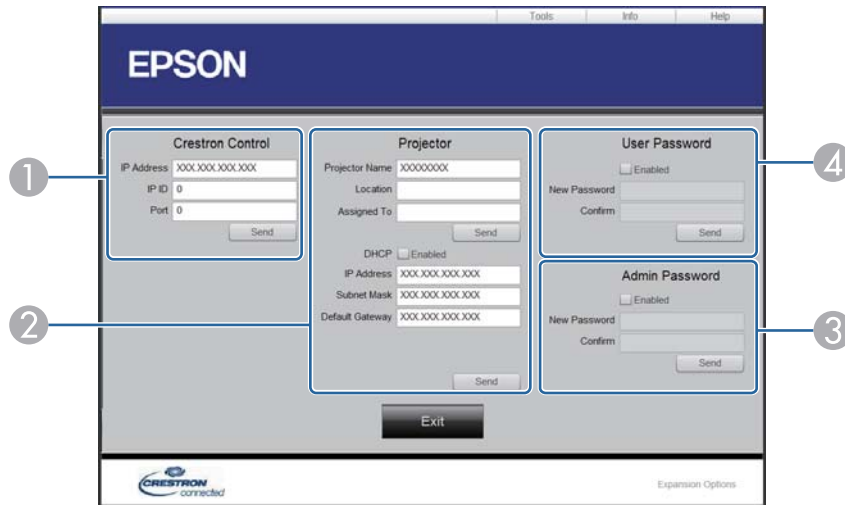 Tools Info Help
EPSON
1
Crestron Control
IP Address XXX.XXX.XXX.XXX
IP ID 0
Port 0
Send
2
Projector
Projector Name XXXXXXXX
Location
Assigned To
Send
DHCP Enabled
IP Address XXX.XXX.XXX.XXX
Subnet Mask XXX.XXX.XXX.XXX
Default Gateway XXX.XXX.XXX.XXX
Send
4
User Password
Enabled
New Password
Confirm
Send
3
Admin Password
Enabled
New Password
Confirm
Send
Exit
CRESTRON
connected
Expansion Options